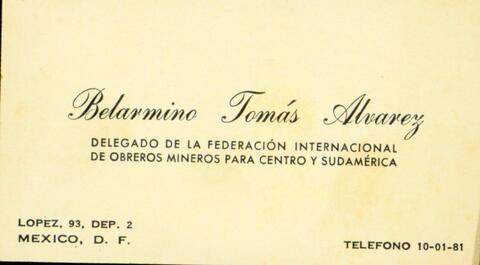 Belarmino Tomás Alvarez
DELEGADO DE LA FEDERACIÓN INTERNACIONAL
DE OBREROS MINEROS PARA CENTRO Y SUDAMÉRICA
LOPEZ, 93, DEP. 2
MEXICO, D. F.
TELEFONO 10-01-81